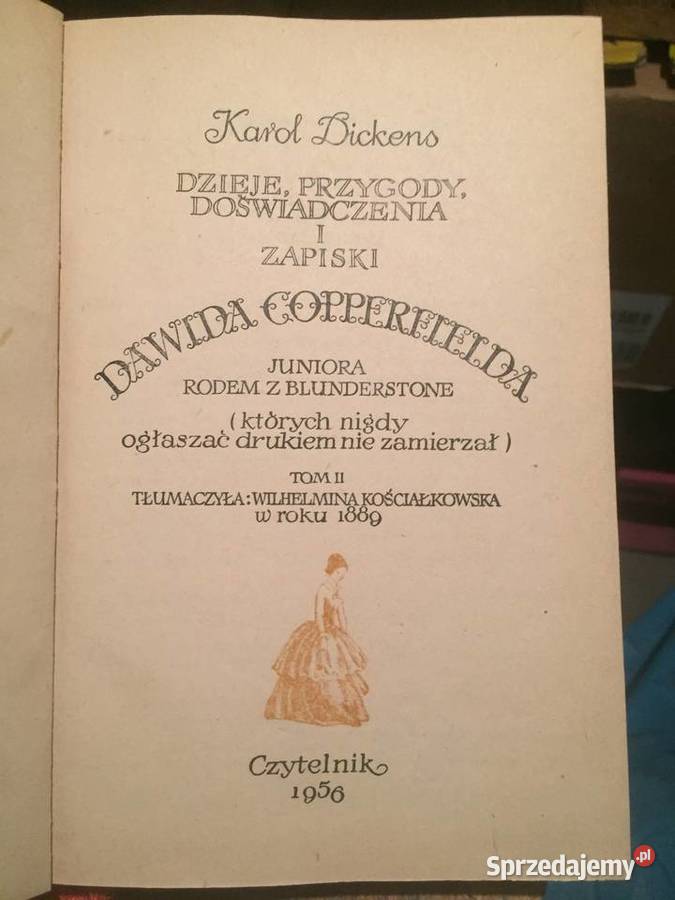 Karol Dickens
DZIEJE, PRZYGODY,
DOŚWIADCZENIA
I
ZAPISKI
DAWIDA COPPERFIELDA
JUNIORA
RODEM Z BLUNDERSTONE
(których nigdy
ogłaszać drukiem nie zamierzał)
TOM II
TŁUMACZYŁA: WILHELMINA KOŚCIAŁKOWSKA
w roku 1889
Czytelnik
1956
Sprzedajemy.pl